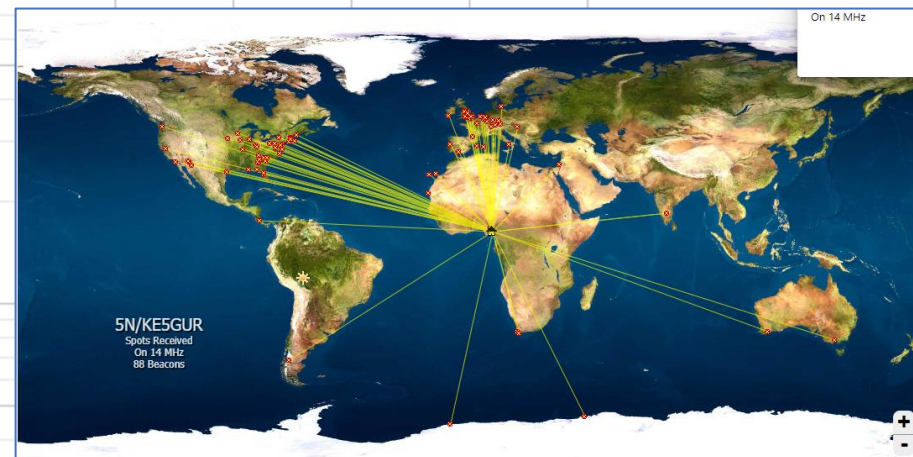 On 14 MHz
5N/KE5GUR
Spots Received
On 14 MHz
88 Beacons
+
-